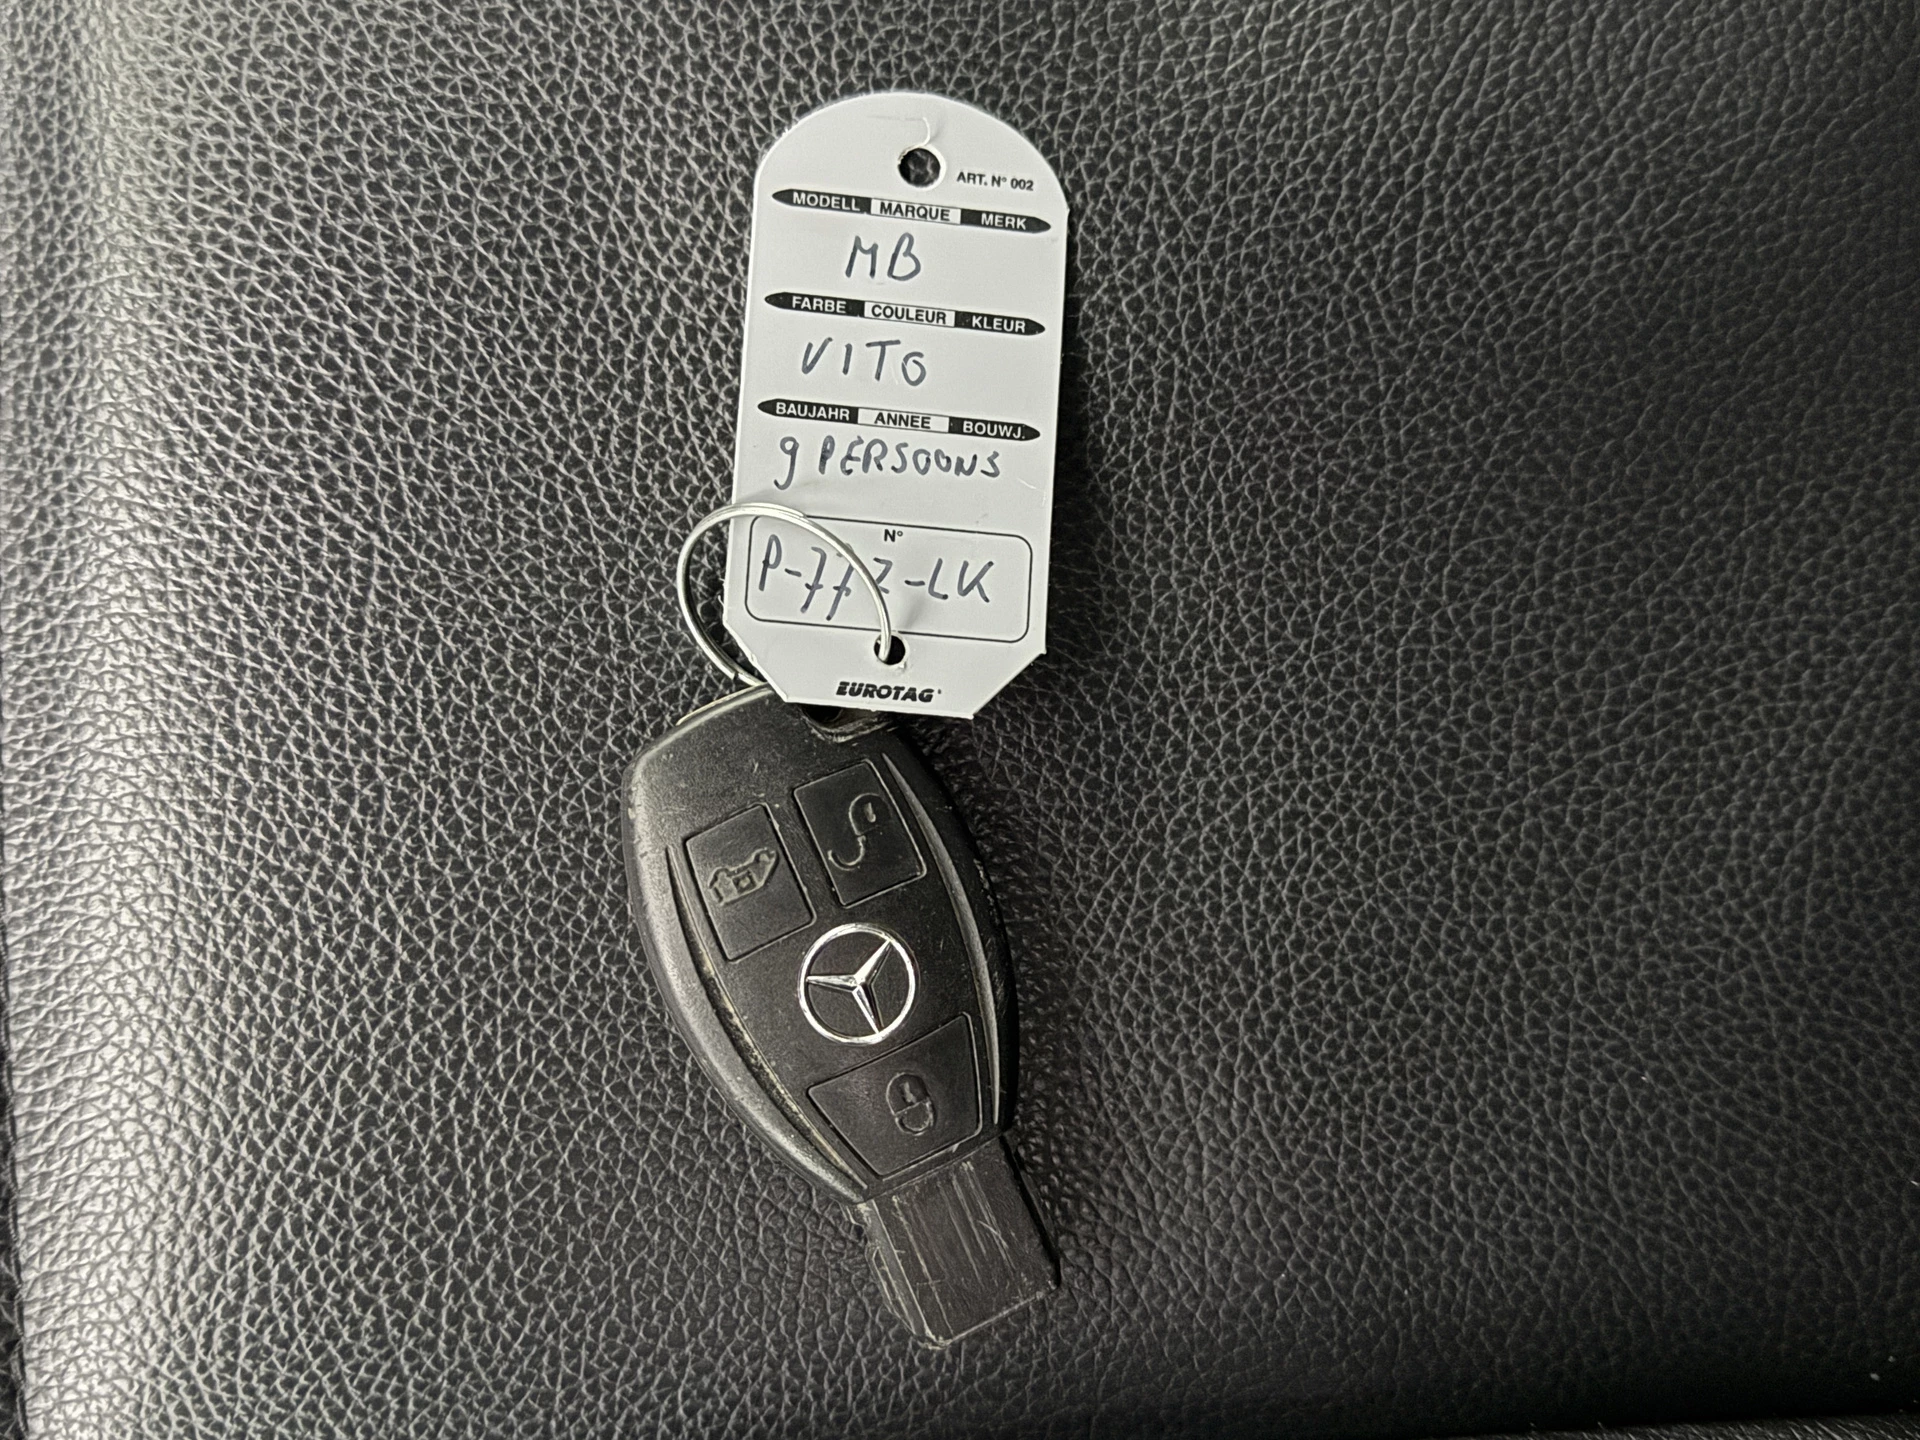 ART. N° 002
MODELL MARQUE MERK
MB
FARBE COULEUR KLEUR
VITO
BAUJAHR ANNEE BOUWJ.
9 PERSOONS
N°
EUROTAG